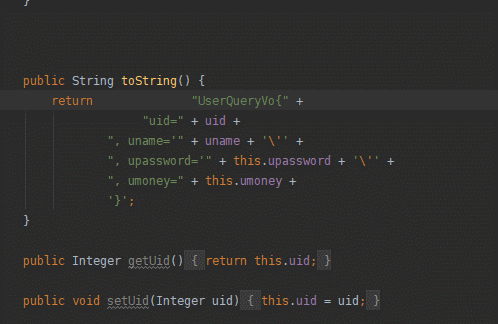 }
public String toString() {
return "UserQueryVo{" +
"uid=" + uid +
", uname='" + uname + '\'' +
", upassword='" + this.upassword + '\'' +
", umoney=" + this.umoney +
'}';
}
public Integer getUid() { return this.uid; }
public void setUid(Integer uid) { this.uid = uid; }